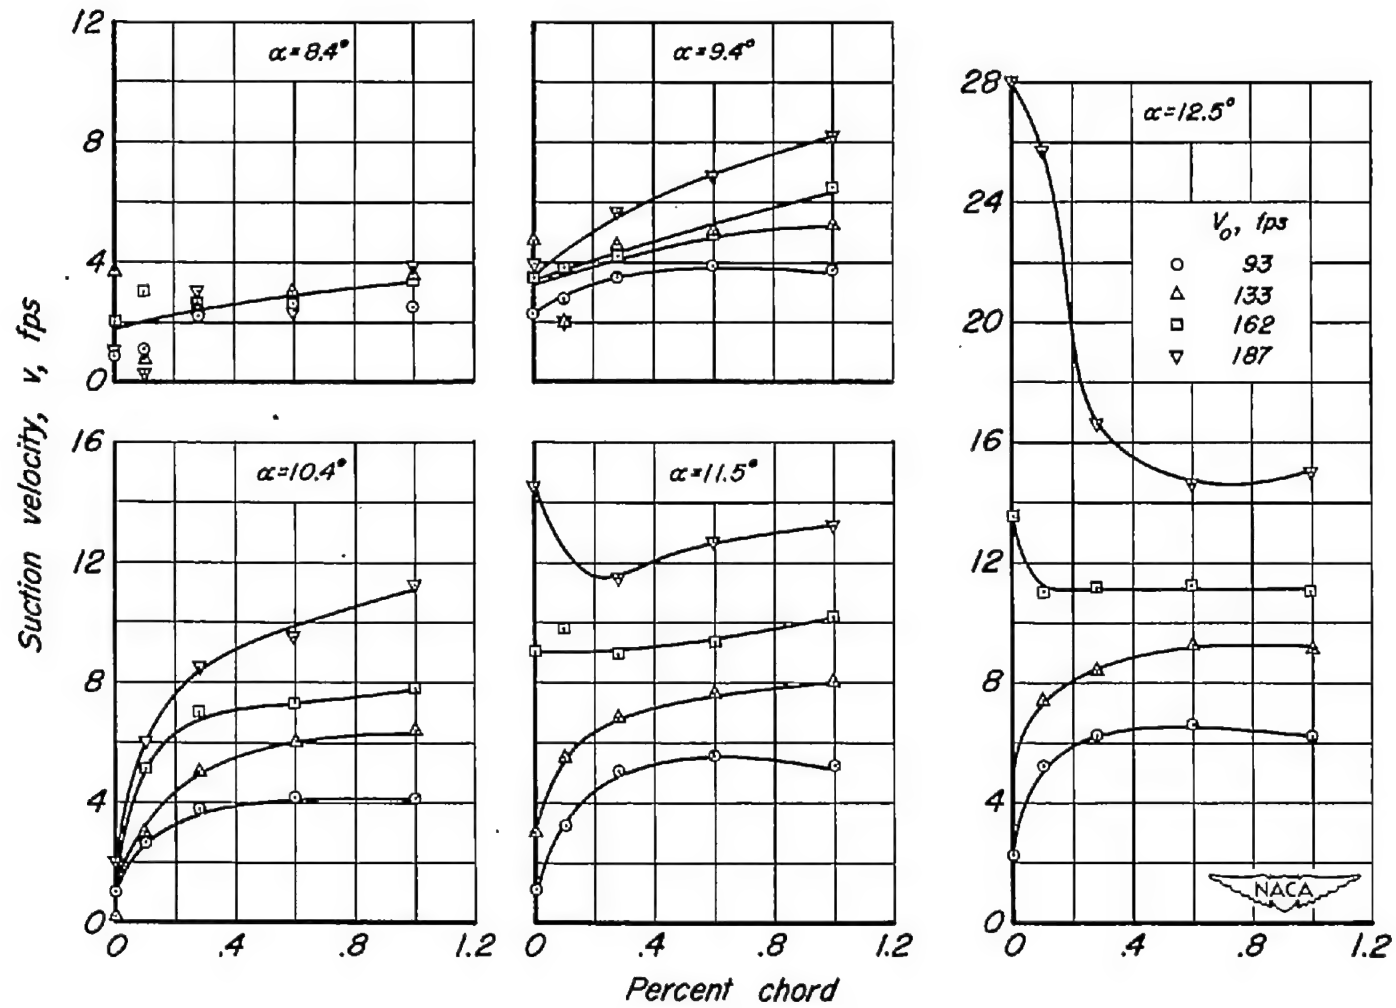 12
8
4
0
α=8.4°
α=9.4°
28
24
20
16
12
8
4
0
α=12.5°
V₀, fps
93
133
162
187
16
12
8
4
0
α=10.4°
α=11.5°
NACA
0 .4 .8 1.2
0 .4 .8 1.2
0 .4 .8 1.2
Suction velocity, v, fps
Percent chord